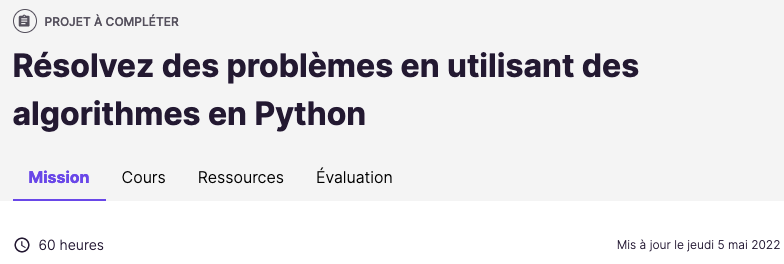 PROJET À COMPLÉTER
Résolvez des problèmes en utilisant des
algorithmes en Python
Mission Cours Ressources Évaluation
60 heures Mis à jour le jeudi 5 mai 2022